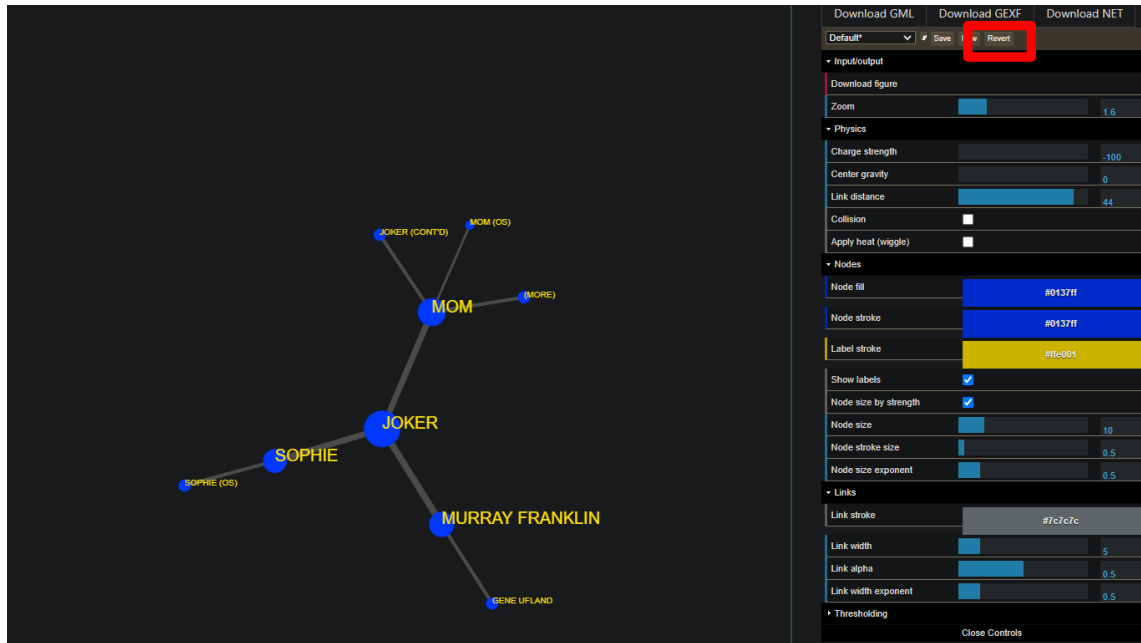 Download GML Download GEXF Download NET
Default* Save Revert
Input/output
Download figure
Zoom 1.6
Physics
Charge strength -100
Center gravity 0
Link distance 44
Collision
Apply heat (wiggle)
Nodes
Node fill #0137ff
Node stroke #0137ff
Label stroke #ffe001
Show labels
Node size by strength
Node size 10
Node stroke size 0.5
Node size exponent 0.5
Links
Link stroke #7c7c7c
Link width 5
Link alpha 0.5
Link width exponent 0.5
Thresholding
Close Controls
MOM (OS)
JOKER (CONT'D)
(MORE)
MOM
JOKER
SOPHIE
SOPHIE (OS)
MURRAY FRANKLIN
GENE UFLAND